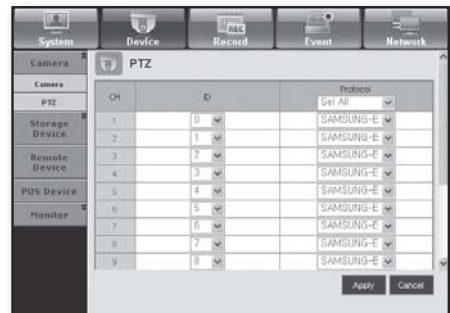 REC
System Device Record Event Network
Camera
PTZ
Camera
PTZ
Storage Device
Remote Device
POS Device
Monitor
CH ID Protocol
Sel All
1 0 SAMSUNG-E
2 1 SAMSUNG-E
3 2 SAMSUNG-E
4 3 SAMSUNG-E
5 4 SAMSUNG-E
6 5 SAMSUNG-E
7 6 SAMSUNG-E
8 7 SAMSUNG-E
9 8 SAMSUNG-E
Apply Cancel